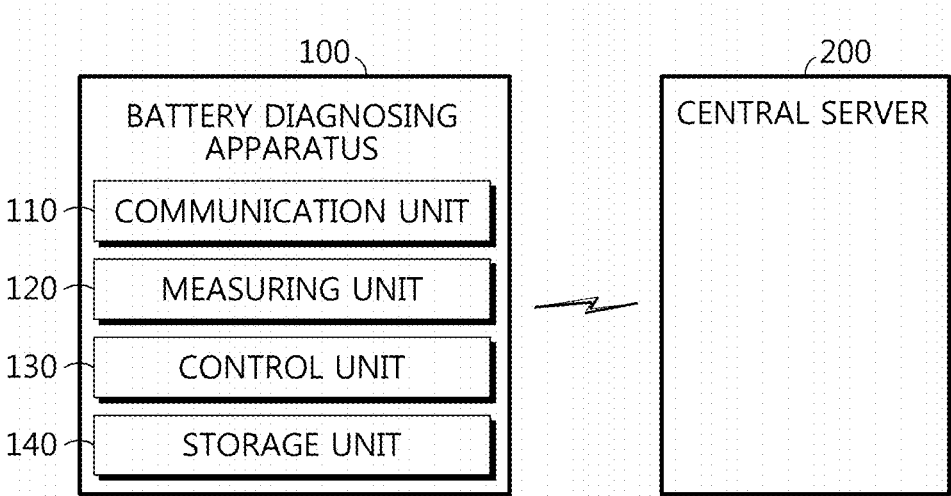 100
BATTERY DIAGNOSING
APPARATUS
110
COMMUNICATION UNIT
120
MEASURING UNIT
130
CONTROL UNIT
140
STORAGE UNIT
200
CENTRAL SERVER